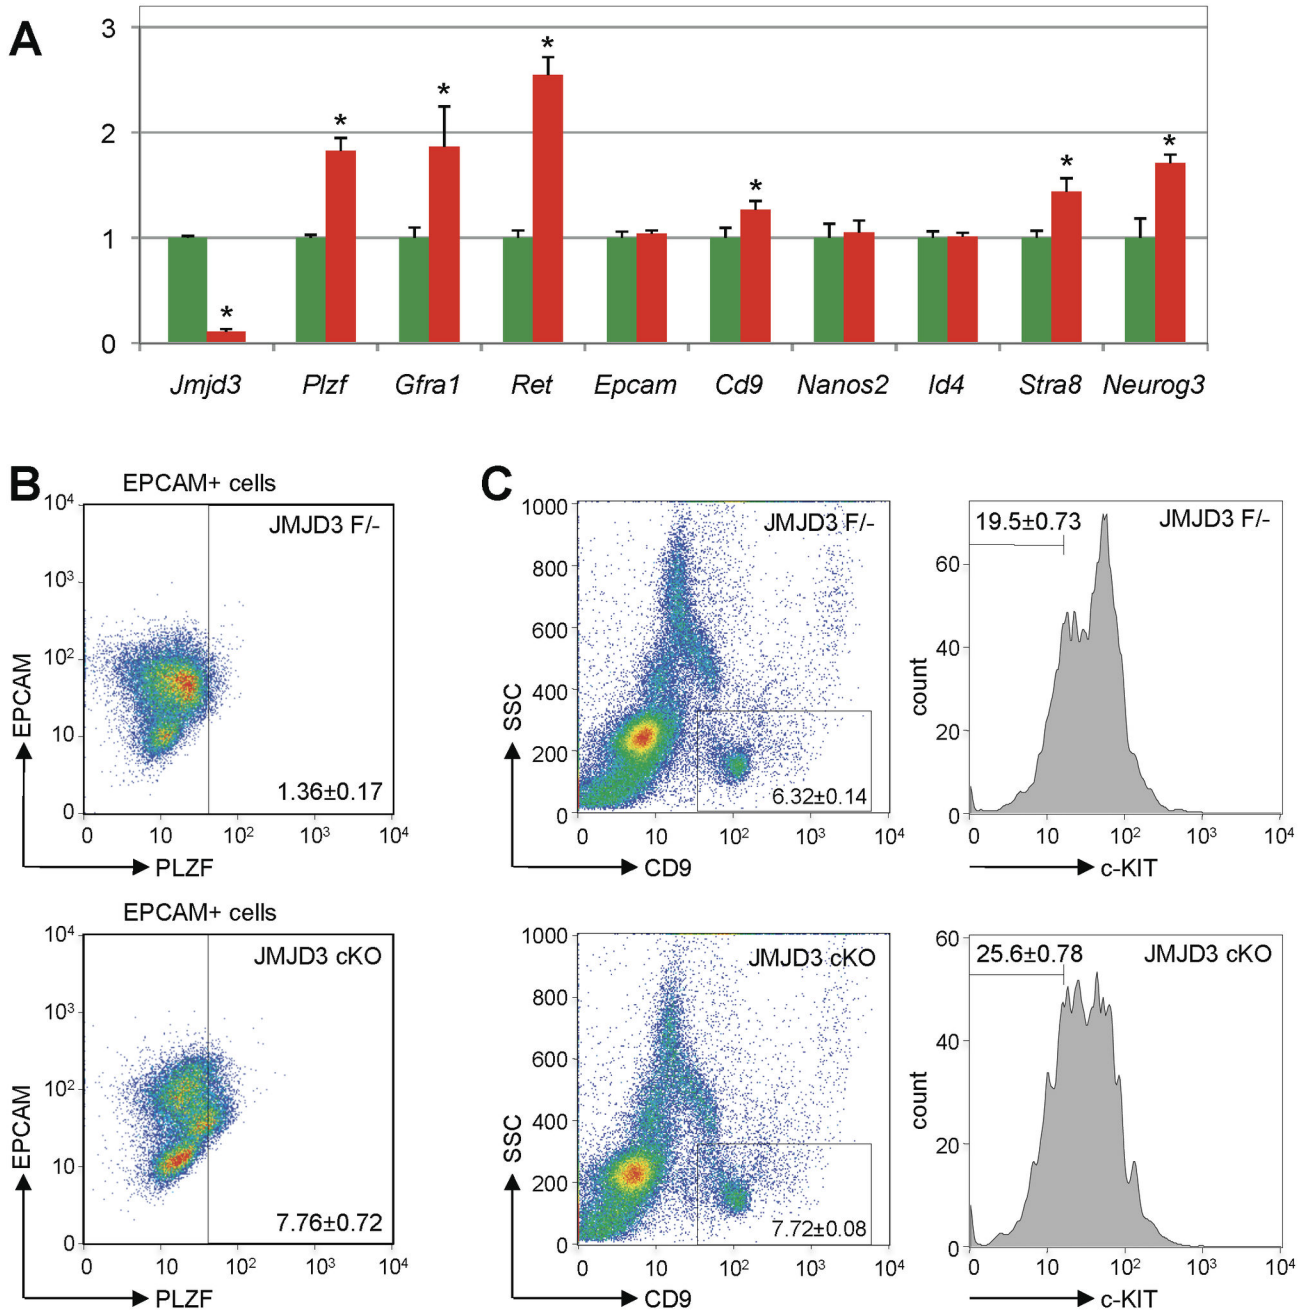 A
3
2
1
0
* * * * * * *
Jmjd3 Plzf Gfra1 Ret Epcam Cd9 Nanos2 Id4 Stra8 Neurog3
B
EPCAM+ cells
10⁴
10³
10²
10
0
EPCAM
JMJD3 F/-
1.36±0.17
0 10 10² 10³ 10⁴
PLZF
EPCAM+ cells
10⁴
10³
10²
10
0
EPCAM
JMJD3 cKO
7.76±0.72
0 10 10² 10³ 10⁴
PLZF
C
1000
800
600
400
200
0
SSC
JMJD3 F/-
6.32±0.14
0 10 10² 10³ 10⁴
CD9
60
40
20
0
count
19.5±0.73
JMJD3 F/-
0 10 10² 10³ 10⁴
c-KIT
1000
800
600
400
200
0
SSC
JMJD3 cKO
7.72±0.08
0 10 10² 10³ 10⁴
CD9
60
40
20
0
count
25.6±0.78
JMJD3 cKO
0 10 10² 10³ 10⁴
c-KIT